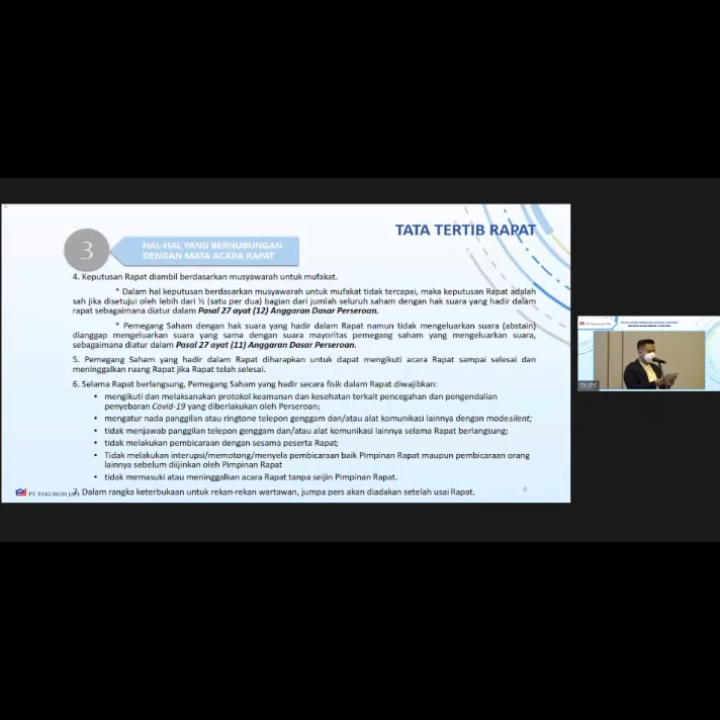 TATA TERTIB RAPAT
3
HAL-HAL YANG BERHUBUNGAN
DENGAN MATA ACARA RAPAT
4. Keputusan Rapat diambil berdasarkan musyawarah untuk mufakat.
* Dalam hal keputusan berdasarkan musyawarah untuk mufakat tidak tercapai, maka keputusan Rapat adalah
sah jika disetujui oleh lebih dari ½ (satu per dua) bagian dari jumlah seluruh saham dengan hak suara yang hadir dalam
rapat sebagaimana diatur dalam Pasal 27 ayat (12) Anggaran Dasar Perseroan.
* Pemegang Saham dengan hak suara yang hadir dalam Rapat namun tidak mengeluarkan suara (abstain)
dianggap mengeluarkan suara yang sama dengan suara mayoritas pemegang saham yang mengeluarkan suara,
sebagaimana diatur dalam Pasal 27 ayat (11) Anggaran Dasar Perseroan.
5. Pemegang Saham yang hadir dalam Rapat diharapkan untuk dapat mengikuti acara Rapat sampai selesai dan
meninggalkan ruang Rapat jika Rapat telah selesai.
6. Selama Rapat berlangsung, Pemegang Saham yang hadir secara fisik dalam Rapat diwajibkan:
• mengikuti dan melaksanakan protokol keamanan dan kesehatan terkait pencegahan dan pengendalian
penyebaran Covid-19 yang diberlakukan oleh Perseroan;
• mengatur nada panggilan atau ringtone telepon genggam dan/atau alat komunikasi lainnya dengan modesilent;
• tidak menjawab panggilan telepon genggam dan/atau alat komunikasi lainnya selama Rapat berlangsung;
• tidak melakukan pembicaraan dengan sesama peserta Rapat;
• Tidak melakukan interupsi/memotong/menyela pembicaraan baik Pimpinan Rapat maupun pembicaraan orang
lainnya sebelum diijinkan oleh Pimpinan Rapat
• tidak memasuki atau meninggalkan acara Rapat tanpa seijin Pimpinan Rapat.
7. Dalam rangka keterbukaan untuk rekan-rekan wartawan, jumpa pers akan diadakan setelah usai Rapat.
PT. PAKUWON JATI